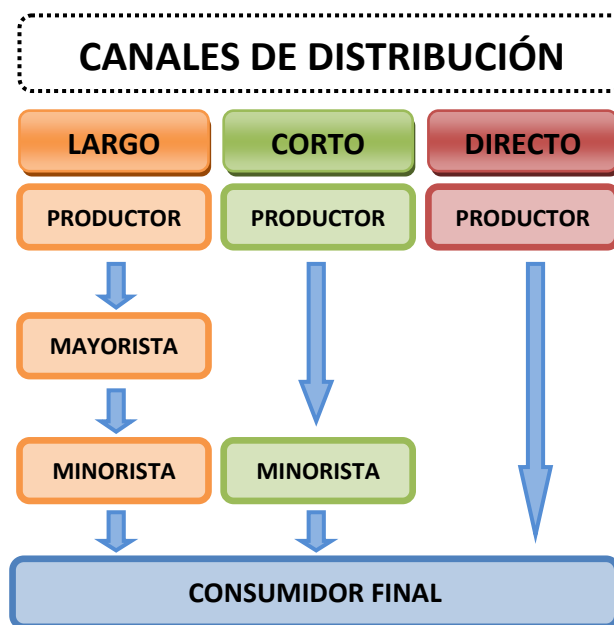 CANALES DE DISTRIBUCIÓN
LARGO
CORTO
DIRECTO
PRODUCTOR
PRODUCTOR
PRODUCTOR
MAYORISTA
MINORISTA
MINORISTA
CONSUMIDOR FINAL